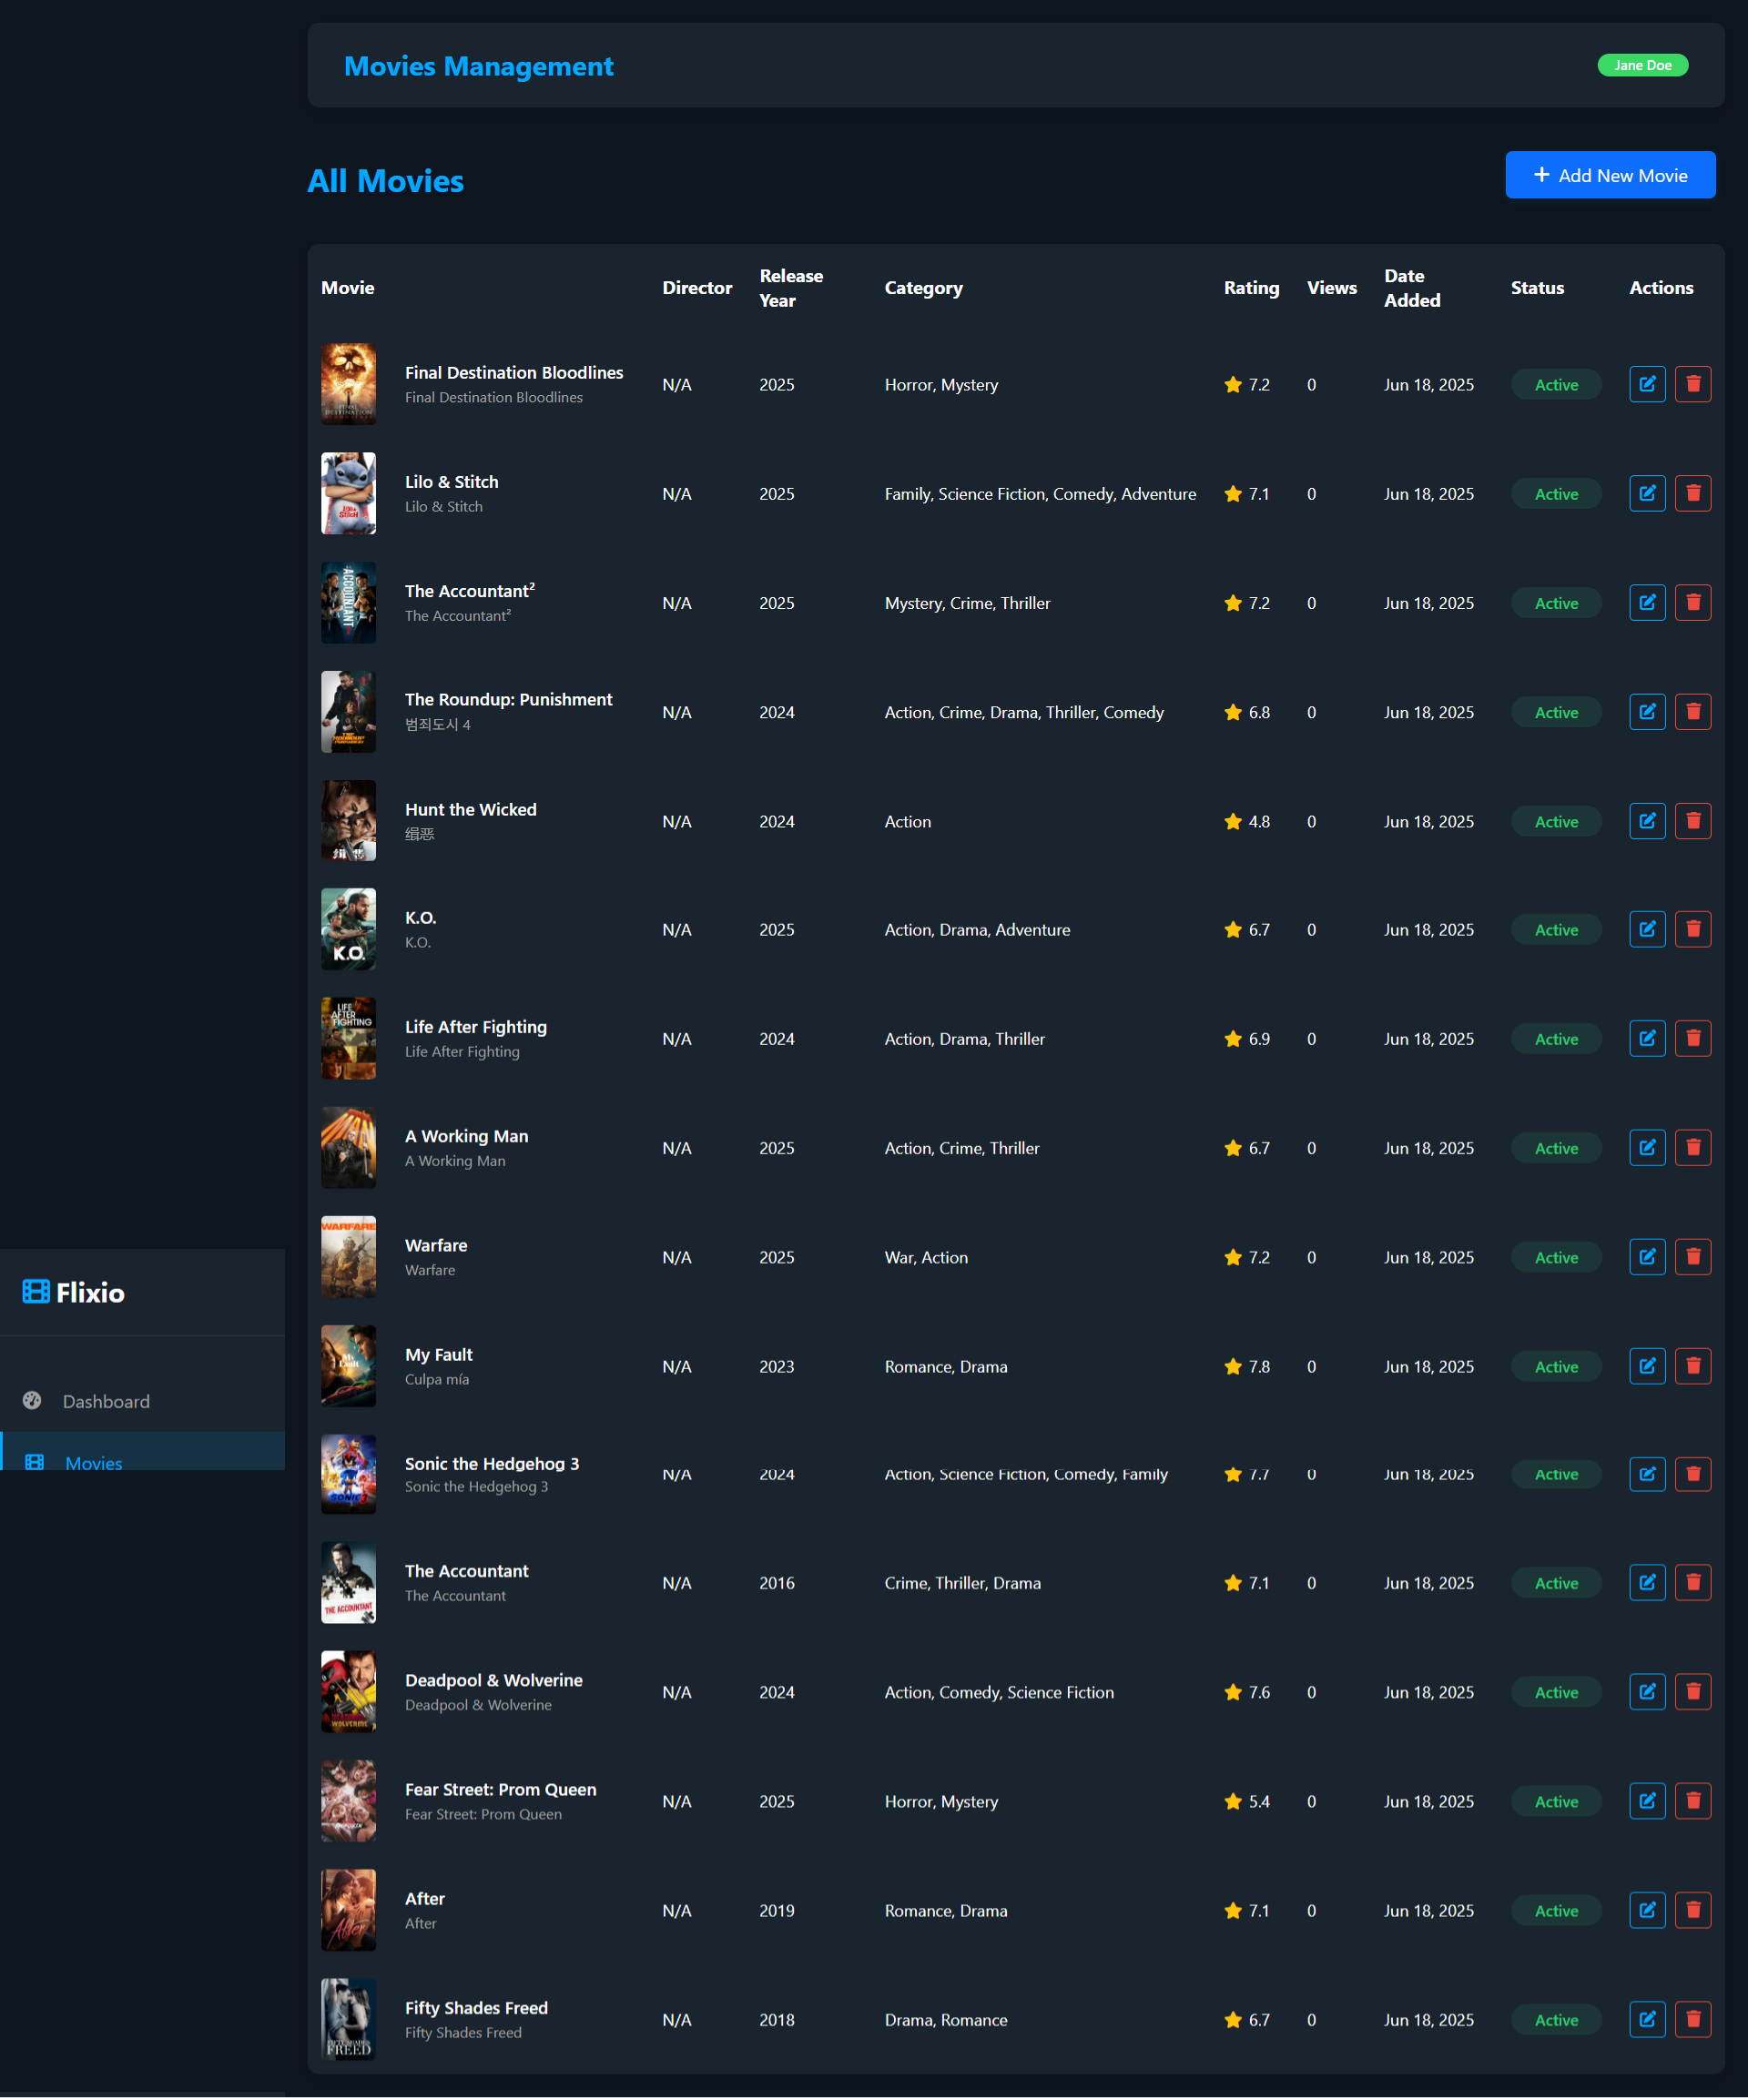 Movies Management
Jane Doe
All Movies
Add New Movie
Movie Director Release Year Category Rating Views Date Added Status Actions
Final Destination Bloodlines
Final Destination Bloodlines
N/A 2025 Horror, Mystery 7.2 0 Jun 18, 2025 Active
Lilo & Stitch
Lilo & Stitch
N/A 2025 Family, Science Fiction, Comedy, Adventure 7.1 0 Jun 18, 2025 Active
The Accountant²
The Accountant²
N/A 2025 Mystery, Crime, Thriller 7.2 0 Jun 18, 2025 Active
The Roundup: Punishment
범죄도시 4
N/A 2024 Action, Crime, Drama, Thriller, Comedy 6.8 0 Jun 18, 2025 Active
Hunt the Wicked
缉恶
N/A 2024 Action 4.8 0 Jun 18, 2025 Active
K.O.
K.O.
K.O.
N/A 2025 Action, Drama, Adventure 6.7 0 Jun 18, 2025 Active
LIFE
AFTER
FIGHTING
Life After Fighting
Life After Fighting
N/A 2024 Action, Drama, Thriller 6.9 0 Jun 18, 2025 Active
A Working Man
A Working Man
N/A 2025 Action, Crime, Thriller 6.7 0 Jun 18, 2025 Active
WARFARE
Warfare
Warfare
N/A 2025 War, Action 7.2 0 Jun 18, 2025 Active
My Fault
Culpa mía
N/A 2023 Romance, Drama 7.8 0 Jun 18, 2025 Active
Sonic the Hedgehog 3
Sonic the Hedgehog 3
N/A 2024 Action, Science Fiction, Comedy, Family 7.7 0 Jun 18, 2025 Active
THE ACCOUNTANT
The Accountant
The Accountant
N/A 2016 Crime, Thriller, Drama 7.1 0 Jun 18, 2025 Active
Deadpool & Wolverine
Deadpool & Wolverine
N/A 2024 Action, Comedy, Science Fiction 7.6 0 Jun 18, 2025 Active
Fear Street: Prom Queen
Fear Street: Prom Queen
N/A 2025 Horror, Mystery 5.4 0 Jun 18, 2025 Active
After
After
After
N/A 2019 Romance, Drama 7.1 0 Jun 18, 2025 Active
FREED
Fifty Shades Freed
Fifty Shades Freed
N/A 2018 Drama, Romance 6.7 0 Jun 18, 2025 Active
Flixio
Dashboard
Movies